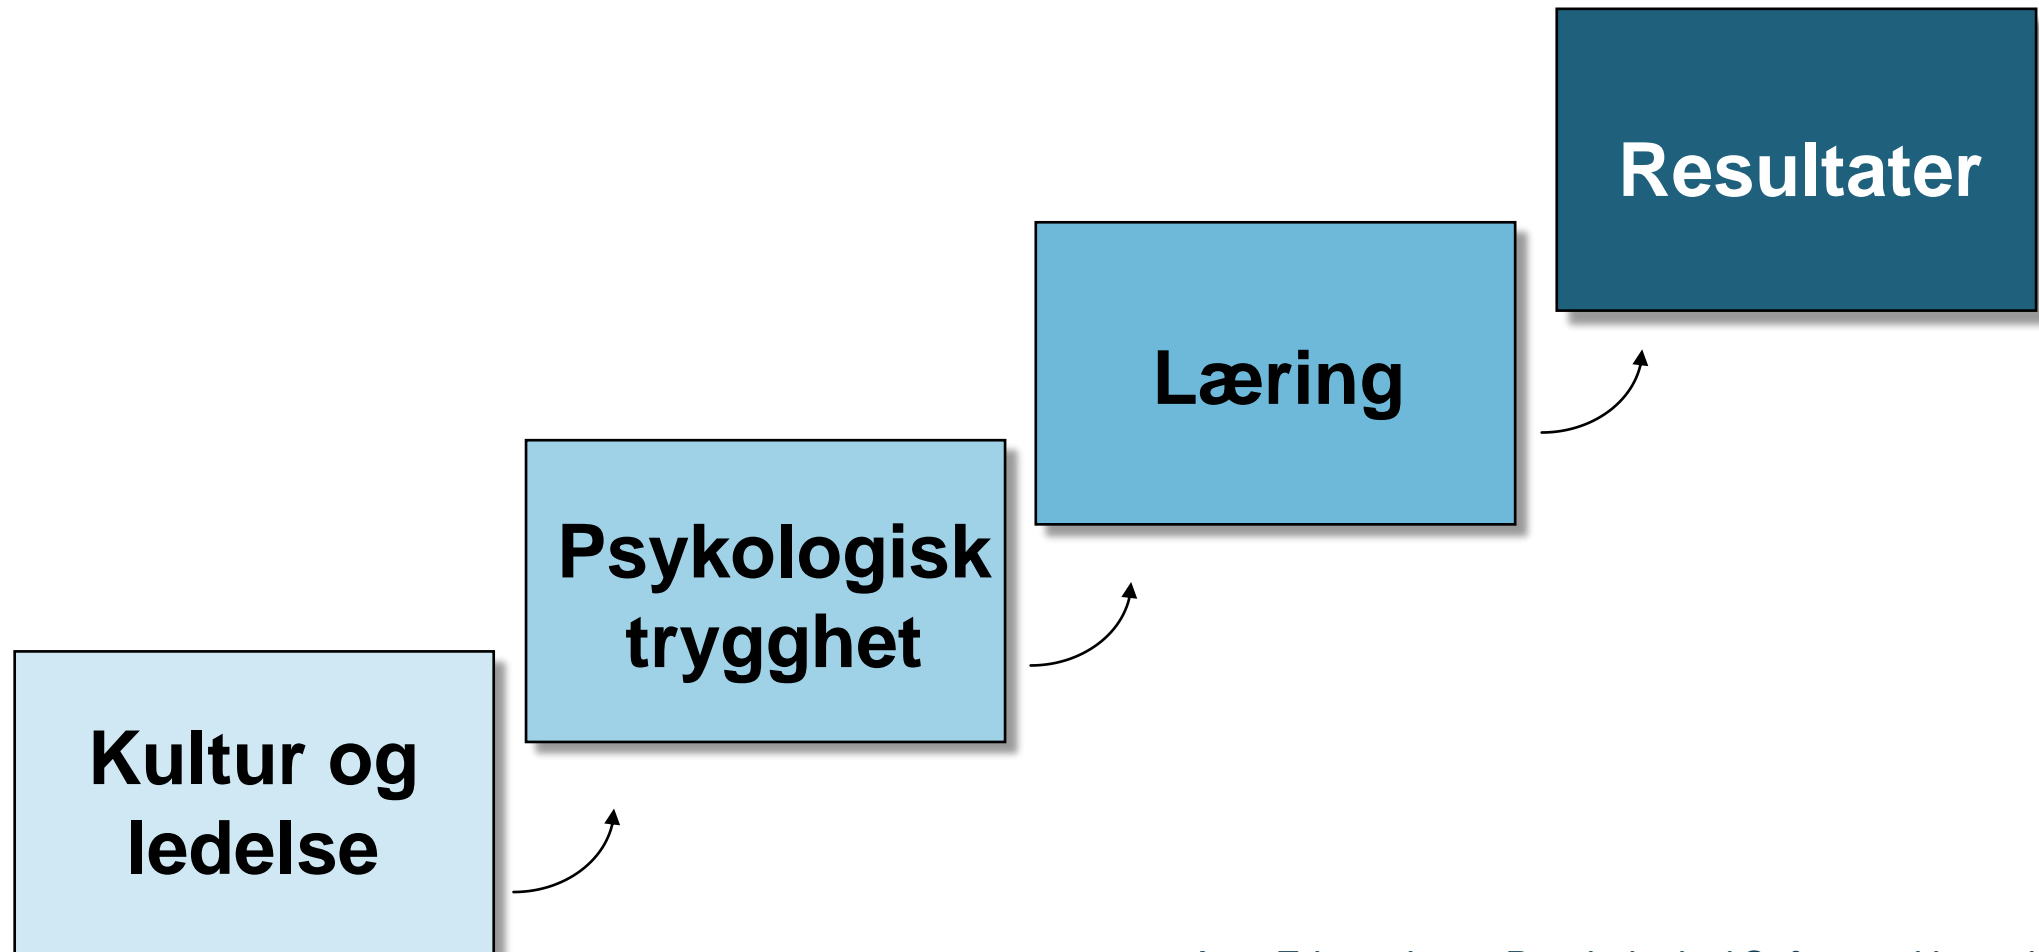 Kultur og
ledelse
Psykologisk
trygghet
Læring
Resultater